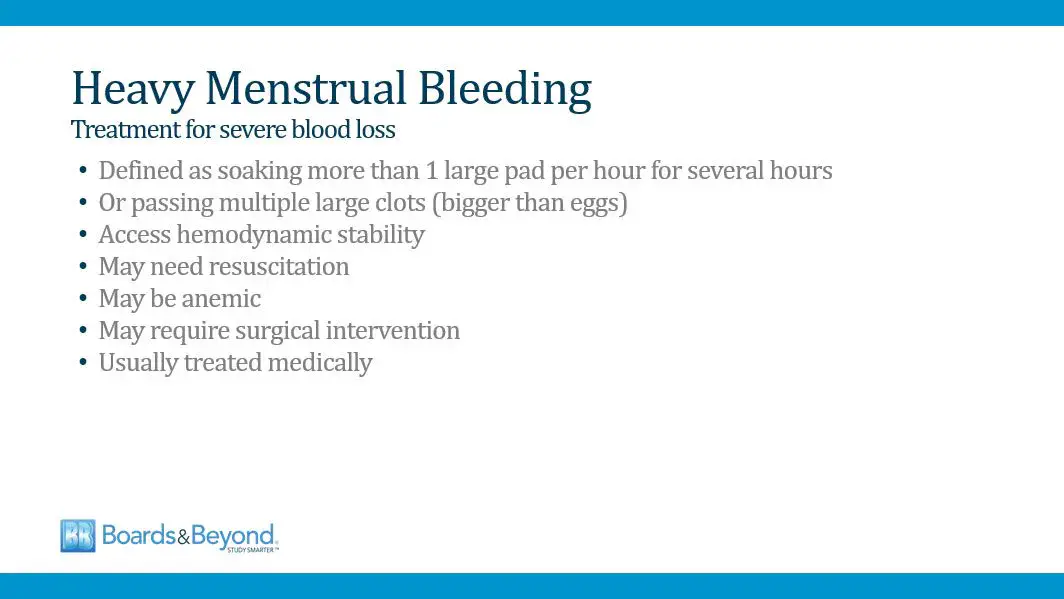 Heavy Menstrual Bleeding
Treatment for severe blood loss
• Defined as soaking more than 1 large pad per hour for several hours
• Or passing multiple large clots (bigger than eggs)
• Access hemodynamic stability
• May need resuscitation
• May be anemic
• May require surgical intervention
• Usually treated medically
BB Boards&Beyond.
STUDY SMARTER™